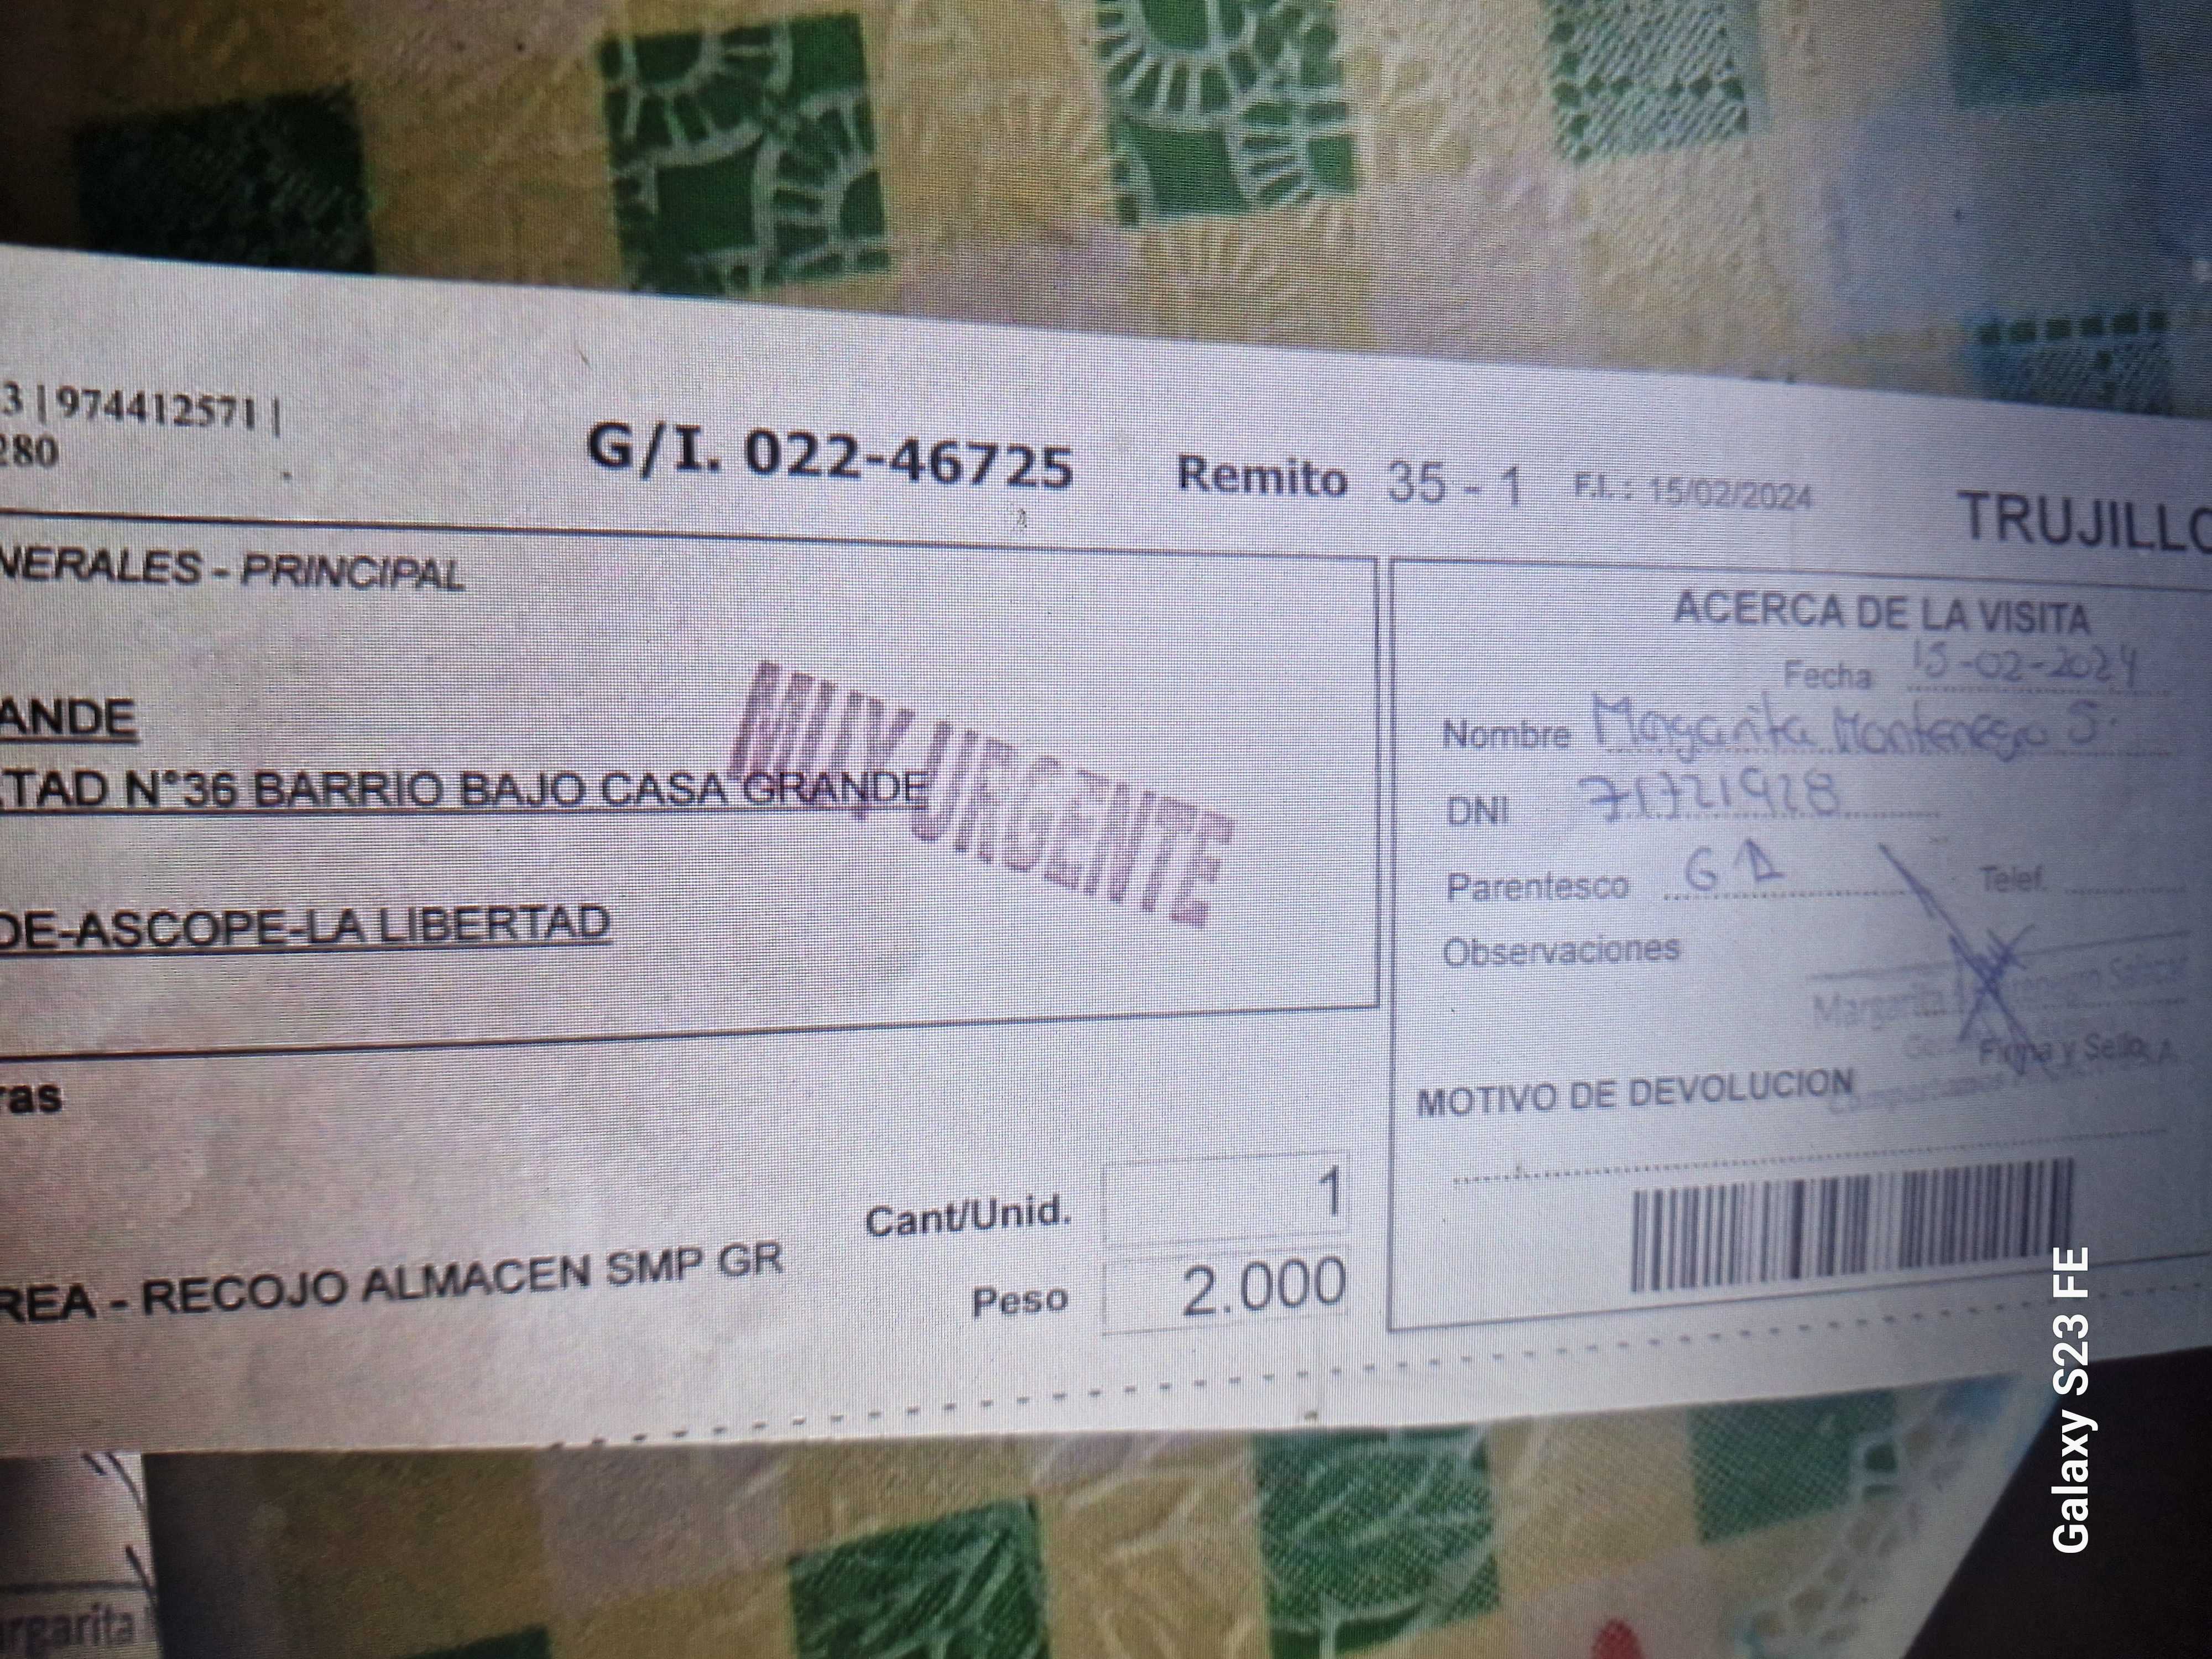 3 | 974412571 |
280
G/I. 022-46725 Remito 35 - 1 F.I. : 15/02/2024 TRUJILLO
NERALES - PRINCIPAL
ANDE
TAD N°36 BARRIO BAJO CASA GRANDE
DE-ASCOPE-LA LIBERTAD
MUY URGENTE
ras
Cant/Unid. 1
REA - RECOJO ALMACEN SMP GR
Peso 2.000
ACERCA DE LA VISITA
Fecha 15-02-2024
Nombre Margarita Montenegro S.
DNI 71721928
Parentesco G1 Telef.
Observaciones
Margarita
Firma y Sello
MOTIVO DE DEVOLUCION
rgarita
Galaxy S23 FE